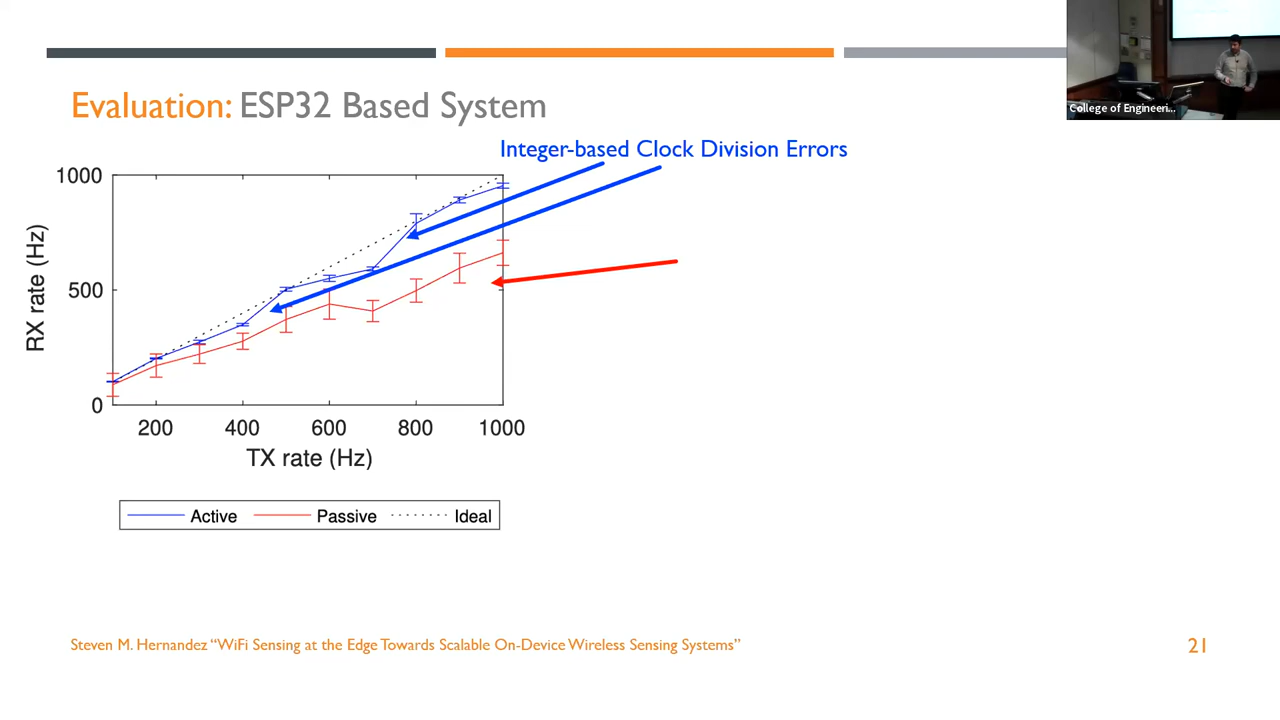 College of Engineeri...
Evaluation: ESP32 Based System
Integer-based Clock Division Errors
1000
500
0
RX rate (Hz)
200 400 600 800 1000
TX rate (Hz)
Active Passive Ideal
Steven M. Hernandez “WiFi Sensing at the Edge Towards Scalable On-Device Wireless Sensing Systems”
21